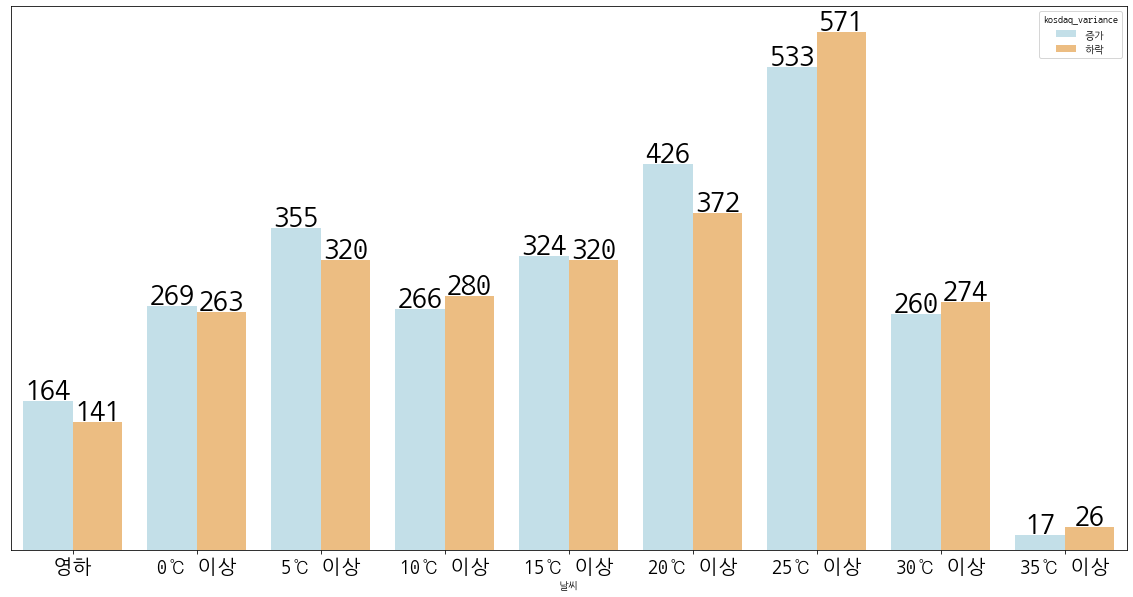 kosdaq_variance
증가
하락
164
141
269
263
355
320
266
280
324
320
426
372
533
571
260
274
17
26
영하
0℃ 이상
5℃ 이상
10℃ 이상
15℃ 이상
20℃ 이상
25℃ 이상
30℃ 이상
35℃ 이상
날씨